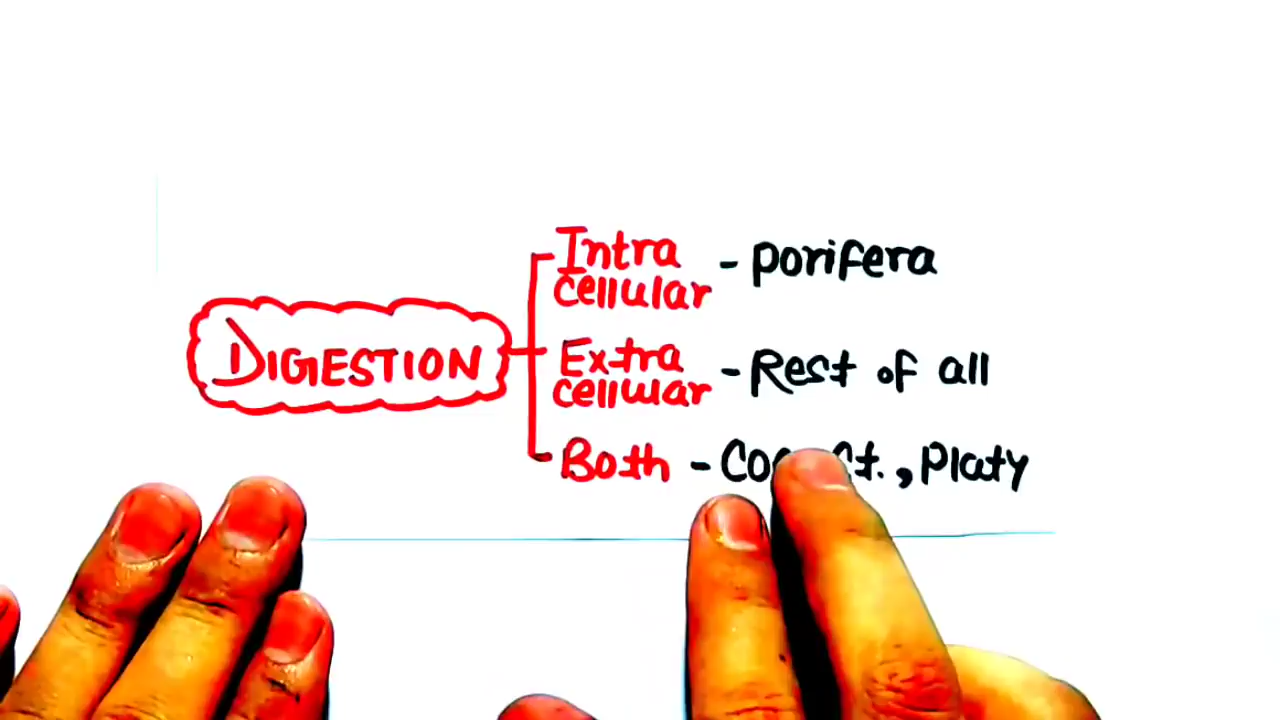 DIGESTION
Intra
cellular - Porifera
Extra
cellular - Rest of all
Both - , Platy